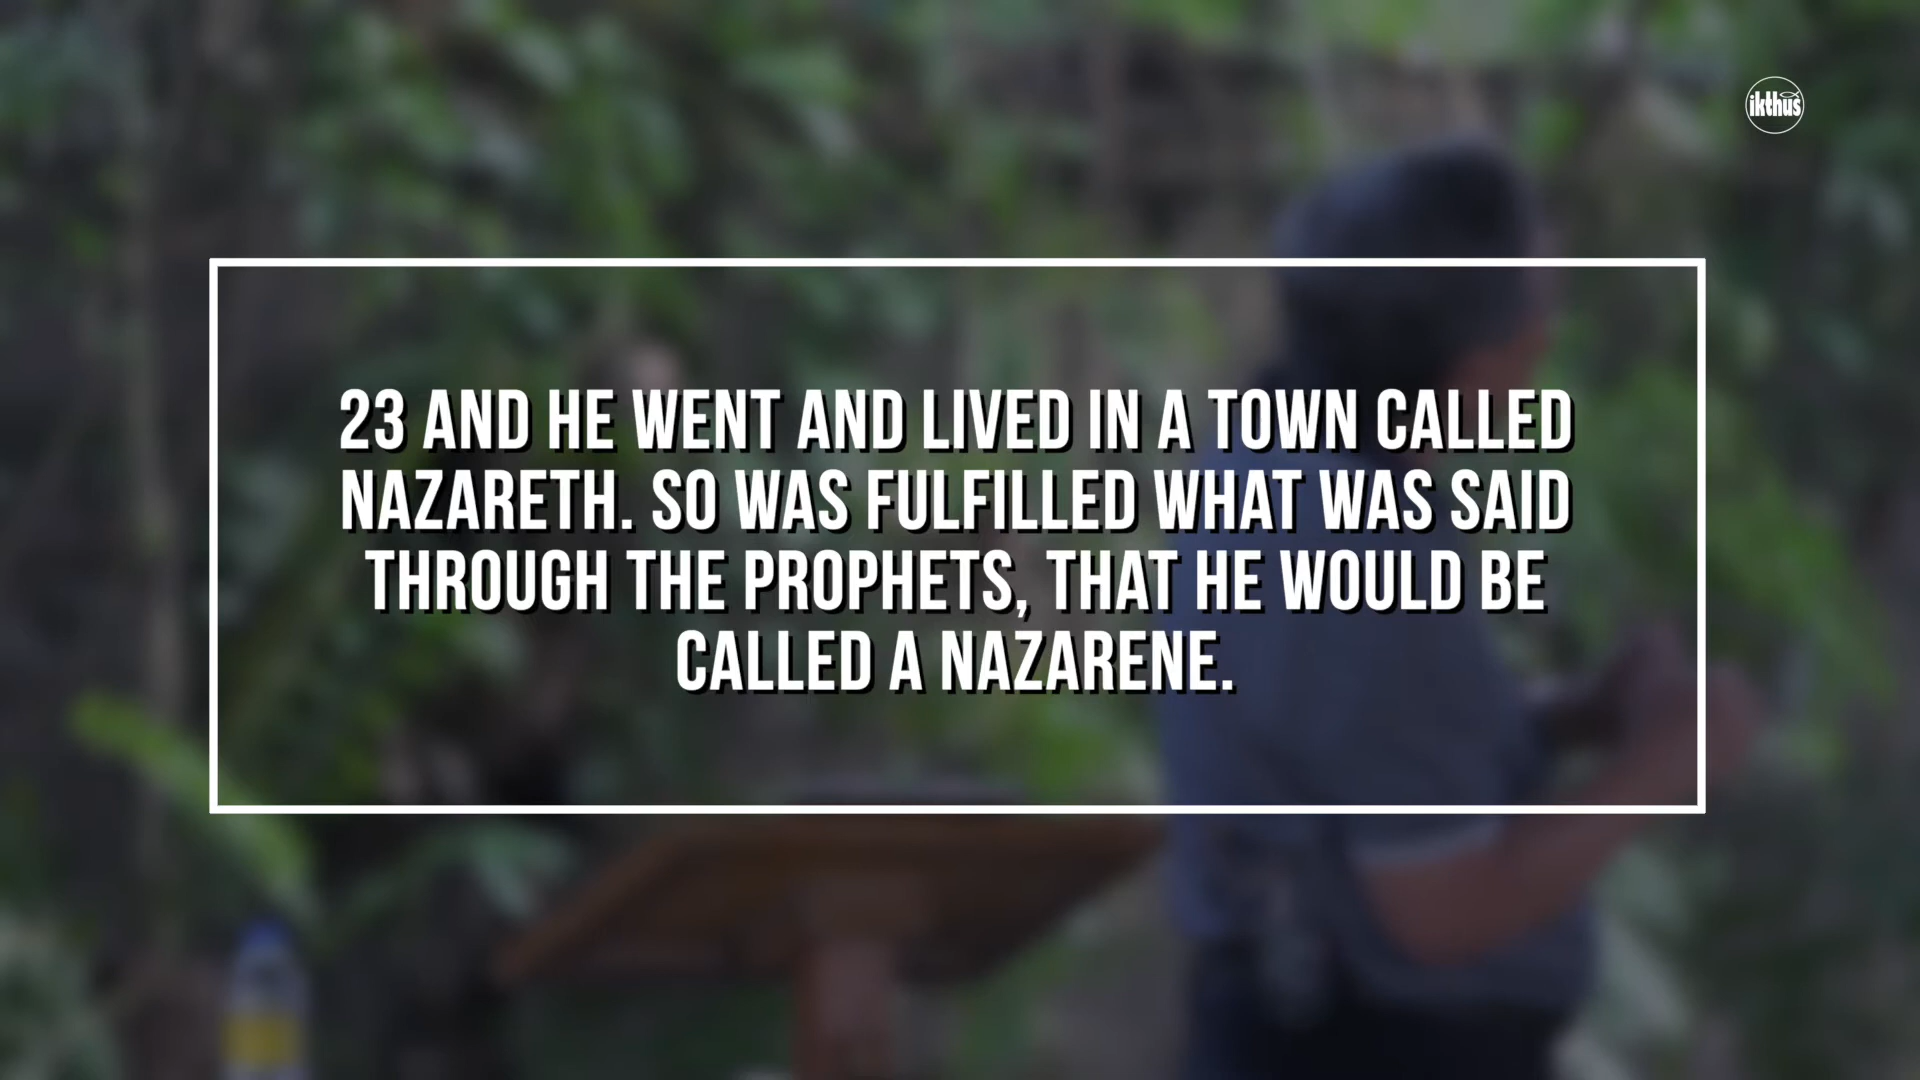 ikthus
23 AND HE WENT AND LIVED IN A TOWN CALLED
NAZARETH. SO WAS FULFILLED WHAT WAS SAID
THROUGH THE PROPHETS, THAT HE WOULD BE
CALLED A NAZARENE.